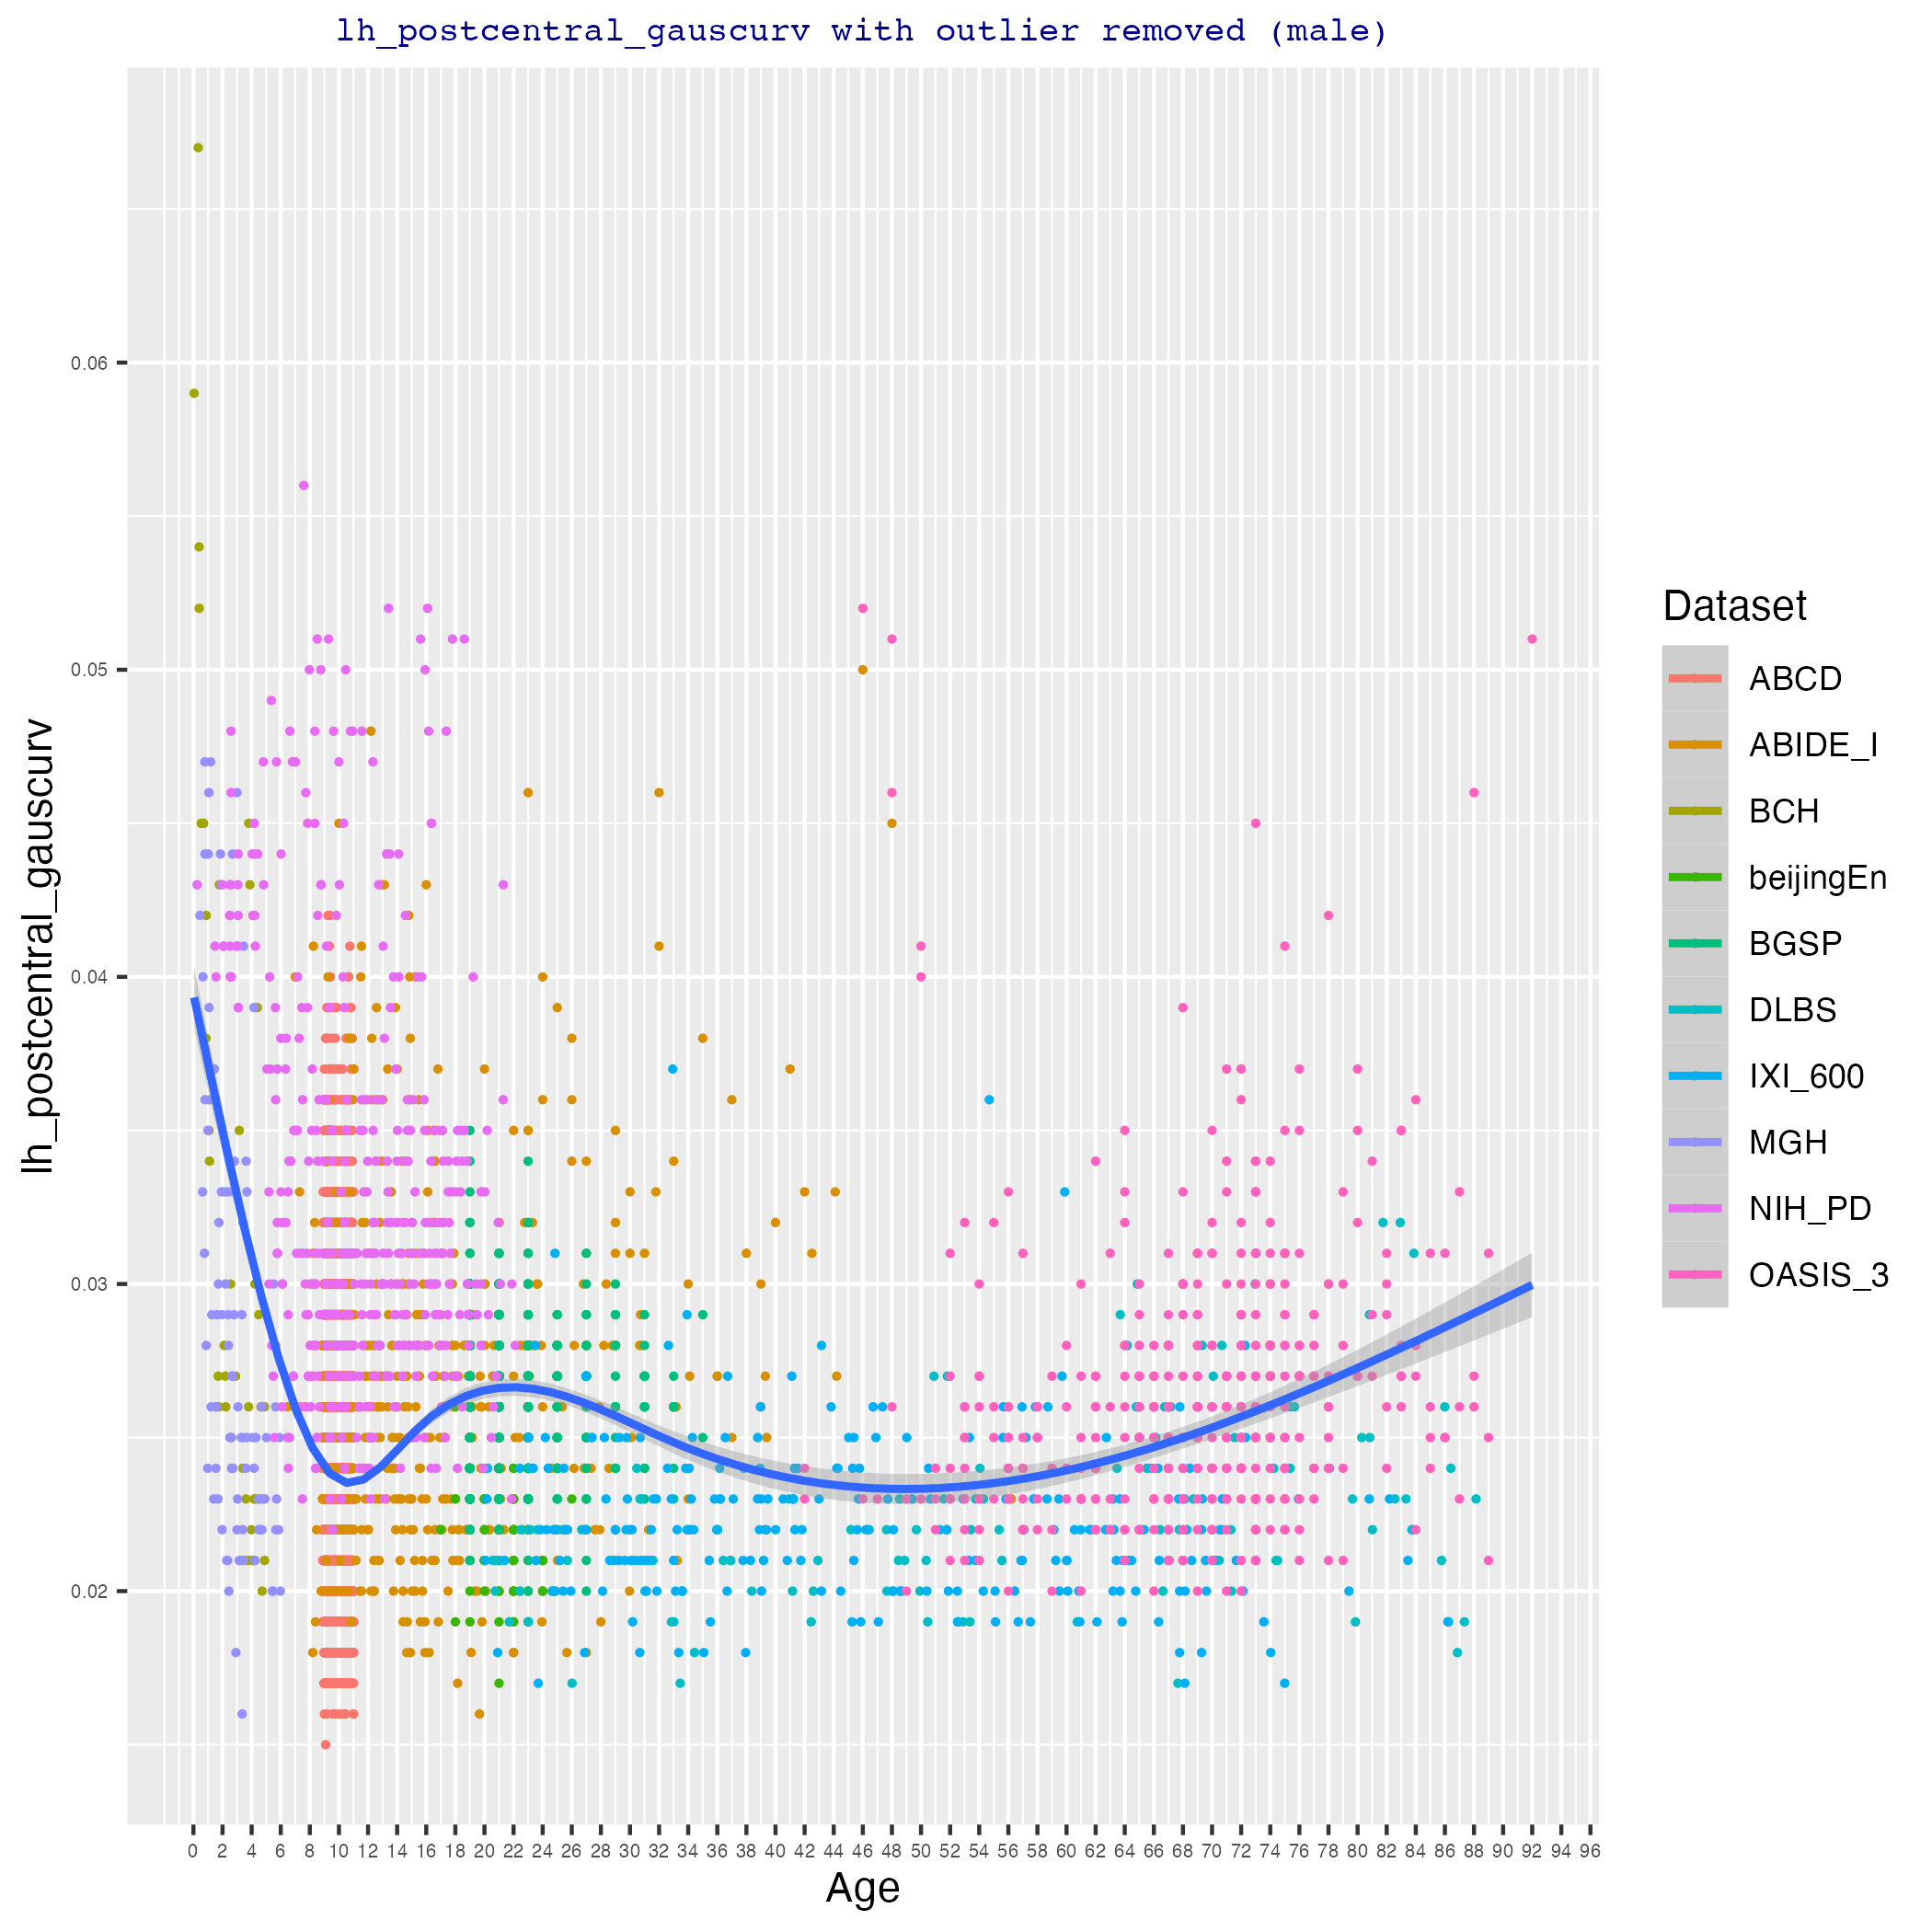 lh_postcentral_gauscurv with outlier removed (male)
lh_postcentral_gauscurv
0.06
0.05
0.04
0.03
0.02
0 2 4 6 8 10 12 14 16 18 20 22 24 26 28 30 32 34 36 38 40 42 44 46 48 50 52 54 56 58 60 62 64 66 68 70 72 74 76 78 80 82 84 86 88 90 92 94 96
Age
Dataset
ABCD
ABIDE_I
BCH
beijingEn
BGSP
DLBS
IXI_600
MGH
NIH_PD
OASIS_3